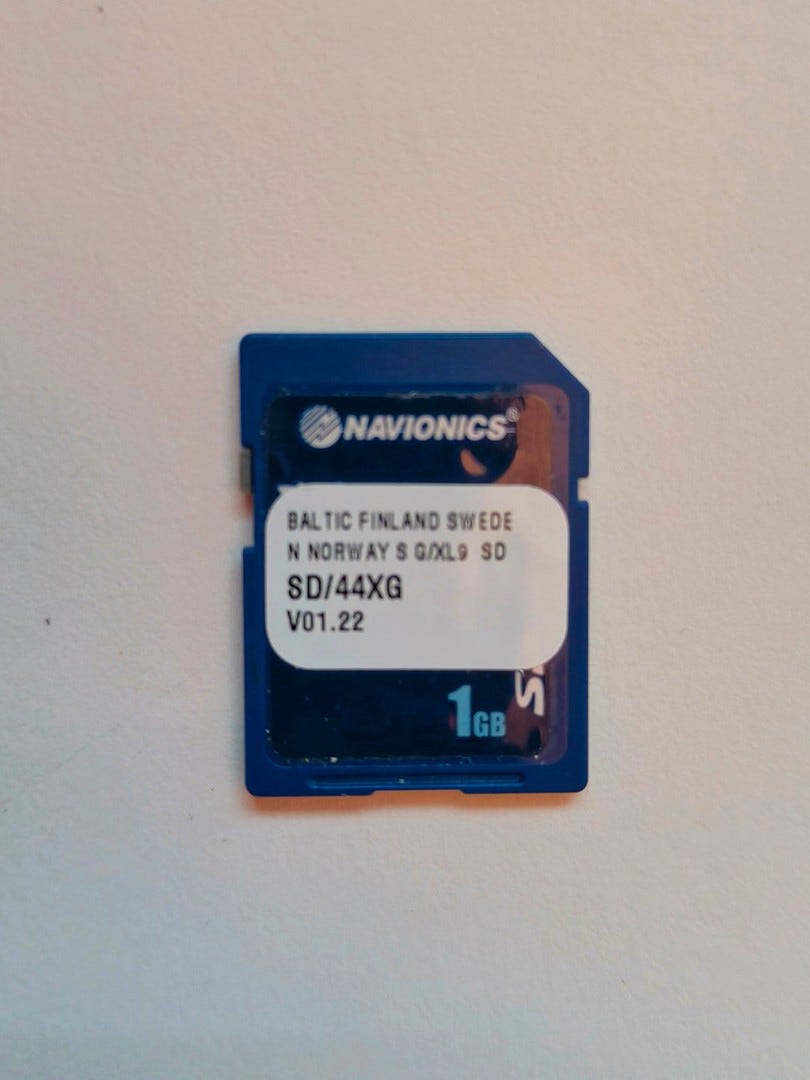 NAVIONICS®
BALTIC FINLAND SWEDE
N NORWAY S G/XL9 SD
SD/44XG
V01.22
1GB